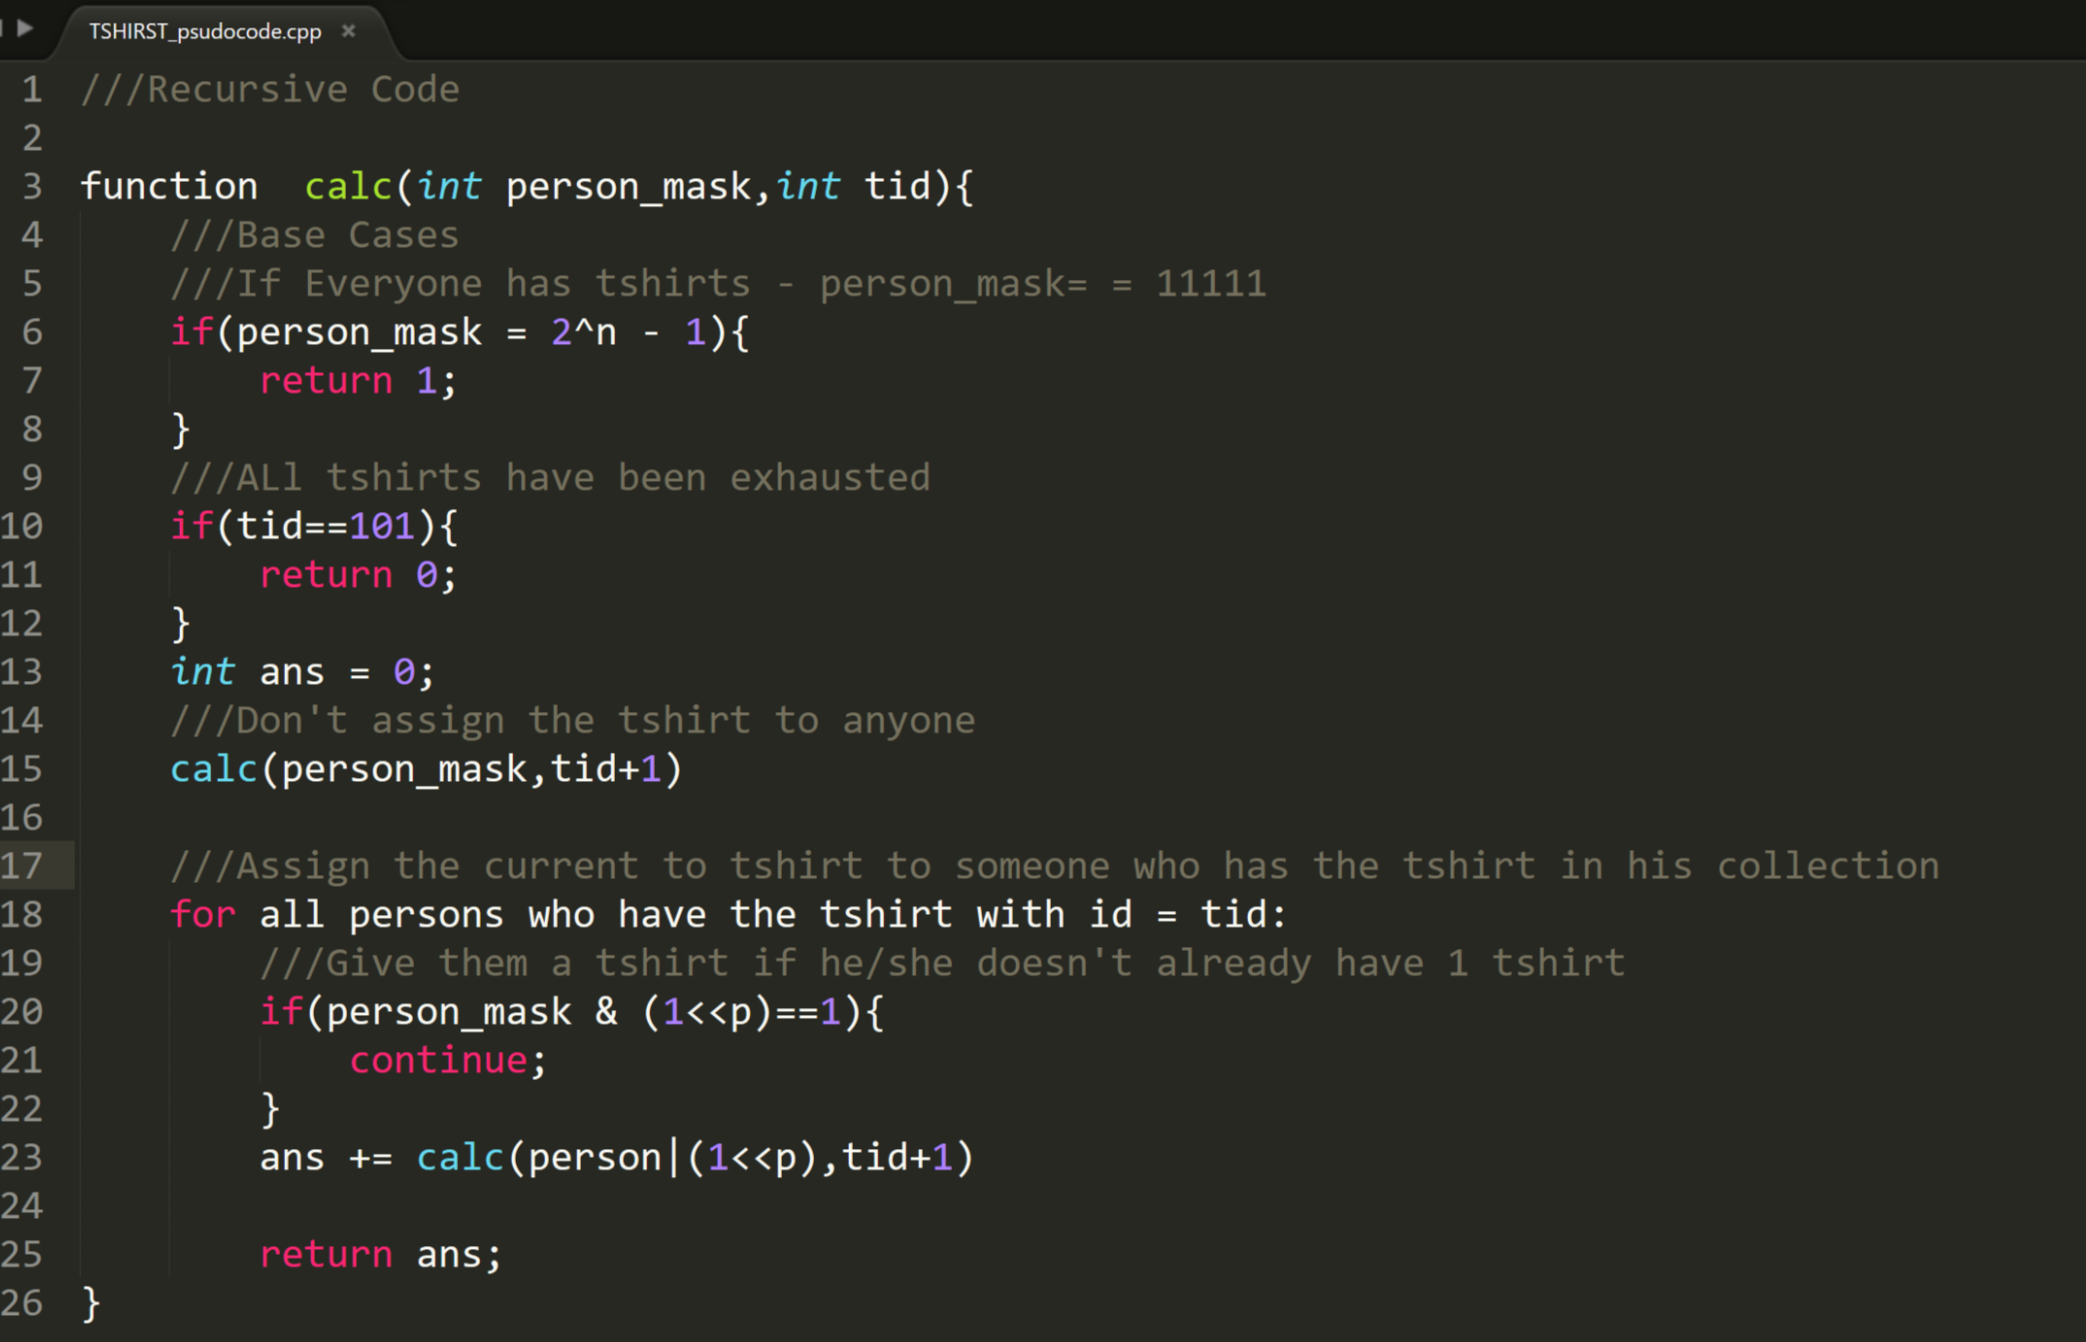 TSHIRST_psudocode.cpp ×
1 ///Recursive Code
2
3 function  calc(int person_mask,int tid){
4     ///Base Cases
5     ///If Everyone has tshirts - person_mask= = 11111
6     if(person_mask = 2^n - 1){
7         return 1;
8     }
9     ///ALl tshirts have been exhausted
10     if(tid==101){
11         return 0;
12     }
13     int ans = 0;
14     ///Don't assign the tshirt to anyone
15     calc(person_mask,tid+1)
16
17     ///Assign the current to tshirt to someone who has the tshirt in his collection
18     for all persons who have the tshirt with id = tid:
19         ///Give them a tshirt if he/she doesn't already have 1 tshirt
20         if(person_mask & (1<<p)==1){
21             continue;
22         }
23         ans += calc(person|(1<<p),tid+1)
24
25         return ans;
26 }